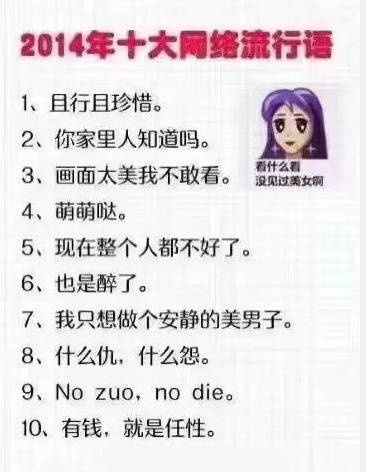 2014年十大网络流行语
1、且行且珍惜。
2、你家里人知道吗。
3、画面太美我不敢看。
看什么看
没见过美女啊
4、萌萌哒。
5、现在整个人都不好了。
6、也是醉了。
7、我只想做个安静的美男子。
8、什么仇，什么怨。
9、No zuo，no die。
10、有钱，就是任性。